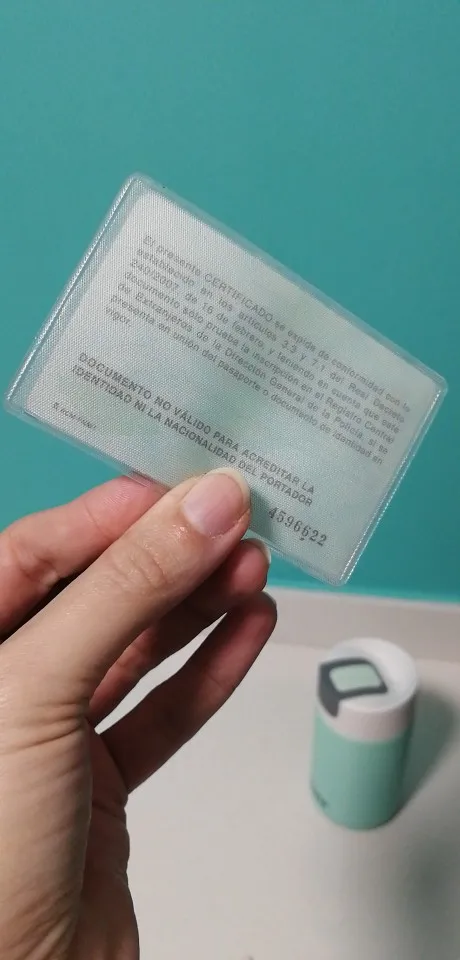 El presente CERTIFICADO se expide de conformidad con lo
establecido en los artículos 3.3 y 7.1 del Real Decreto
240/2007, de 16 de febrero, y teniendo en cuenta que este
documento sólo prueba la inscripción en el Registro Central
de Extranjeros de la Dirección General de la Policía, si se
presenta en unión del pasaporte o documento de identidad en
vigor.
DOCUMENTO NO VÁLIDO PARA ACREDITAR LA
IDENTIDAD NI LA NACIONALIDAD DEL PORTADOR
4596622